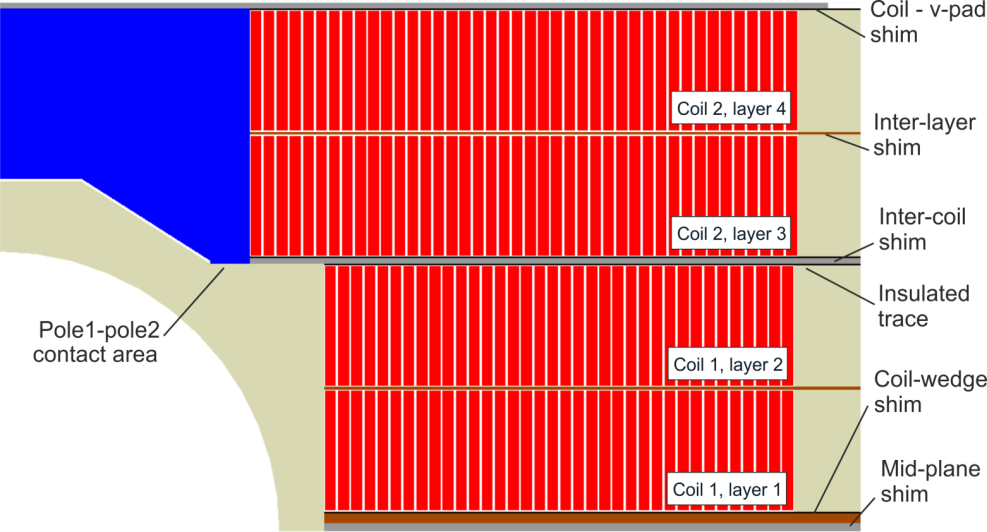 Coil - v-pad
shim
Coil 2, layer 4
Inter-layer
shim
Coil 2, layer 3
Inter-coil
shim
Insulated
trace
Pole1-pole2
contact area
Coil 1, layer 2
Coil-wedge
shim
Coil 1, layer 1
Mid-plane
shim